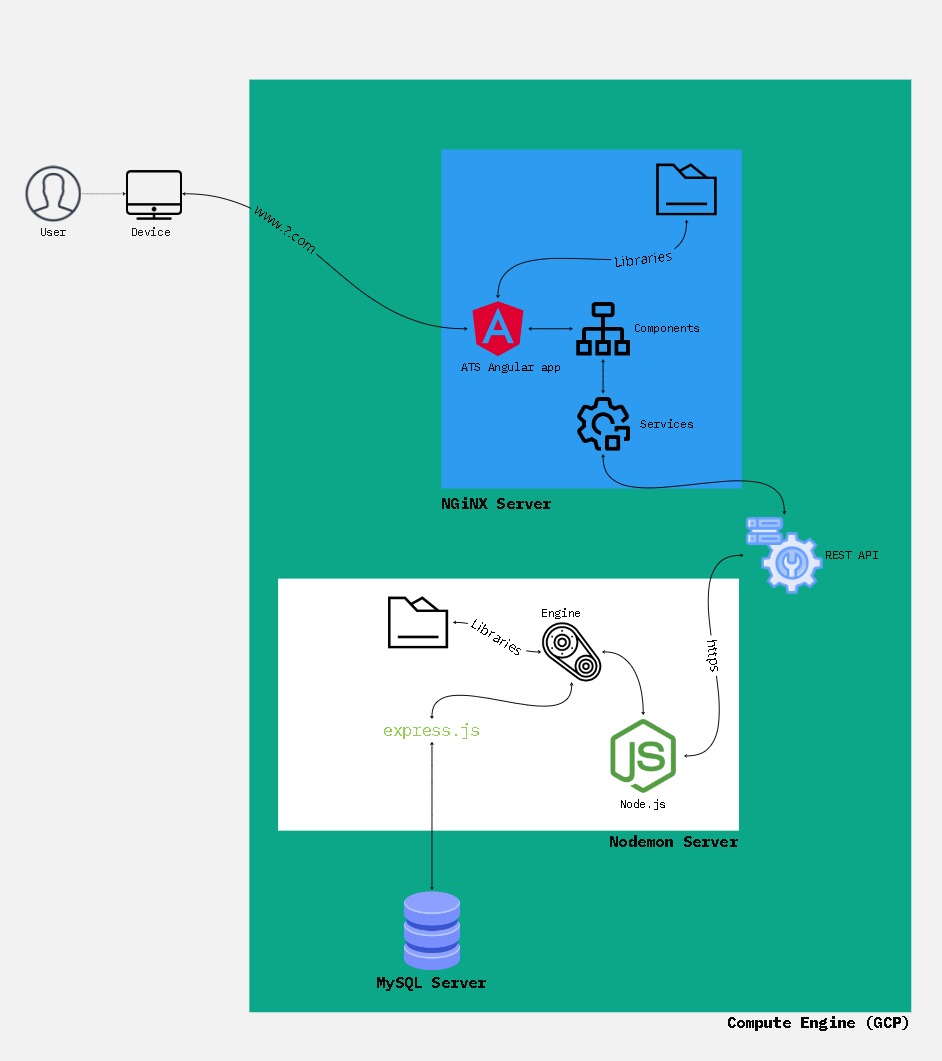 User
Device
www.?.com
Libraries
ATS Angular app
Components
Services
NGiNX Server
REST API
https
Engine
Libraries
express.js
JS
Node.js
Nodemon Server
MySQL Server
Compute Engine (GCP)